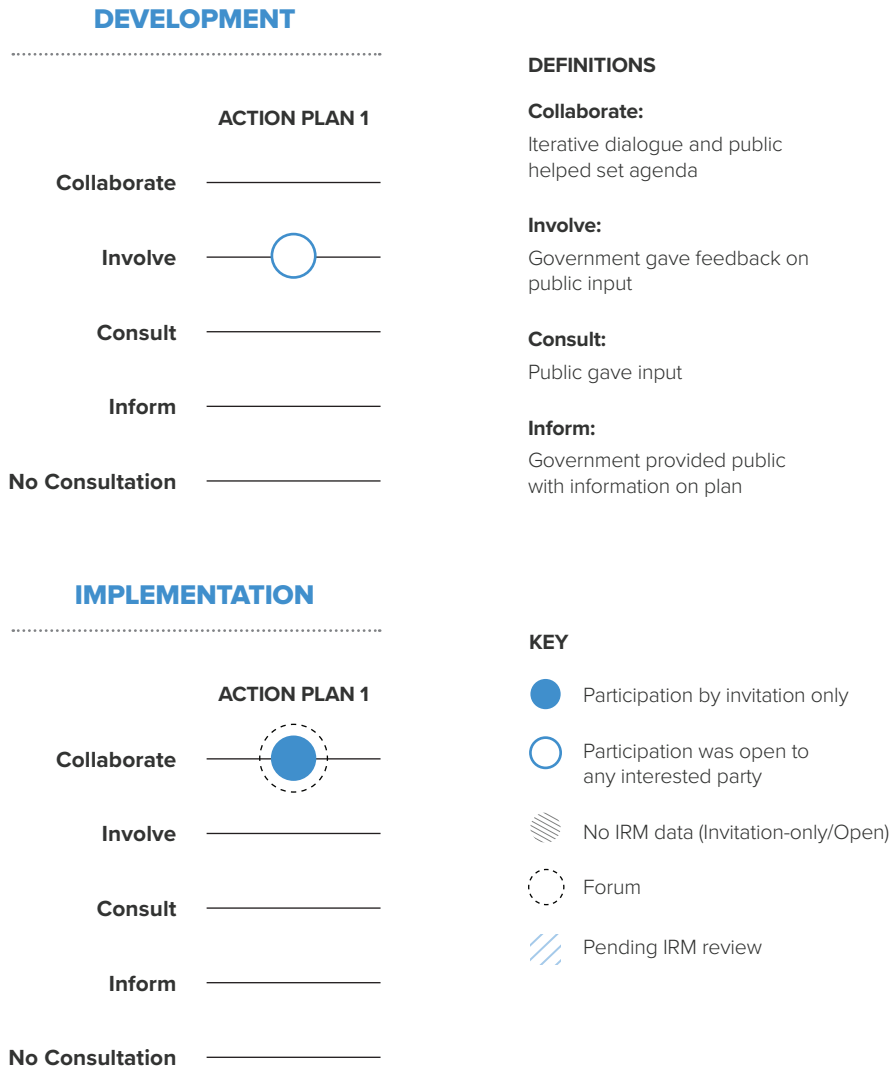 DEVELOPMENT
ACTION PLAN 1
Collaborate
Involve
Consult
Inform
No Consultation
DEFINITIONS
Collaborate:
Iterative dialogue and public
helped set agenda
Involve:
Government gave feedback on
public input
Consult:
Public gave input
Inform:
Government provided public
with information on plan
IMPLEMENTATION
ACTION PLAN 1
Collaborate
Involve
Consult
Inform
No Consultation
KEY
Participation by invitation only
Participation was open to
any interested party
No IRM data (Invitation-only/Open)
Forum
Pending IRM review